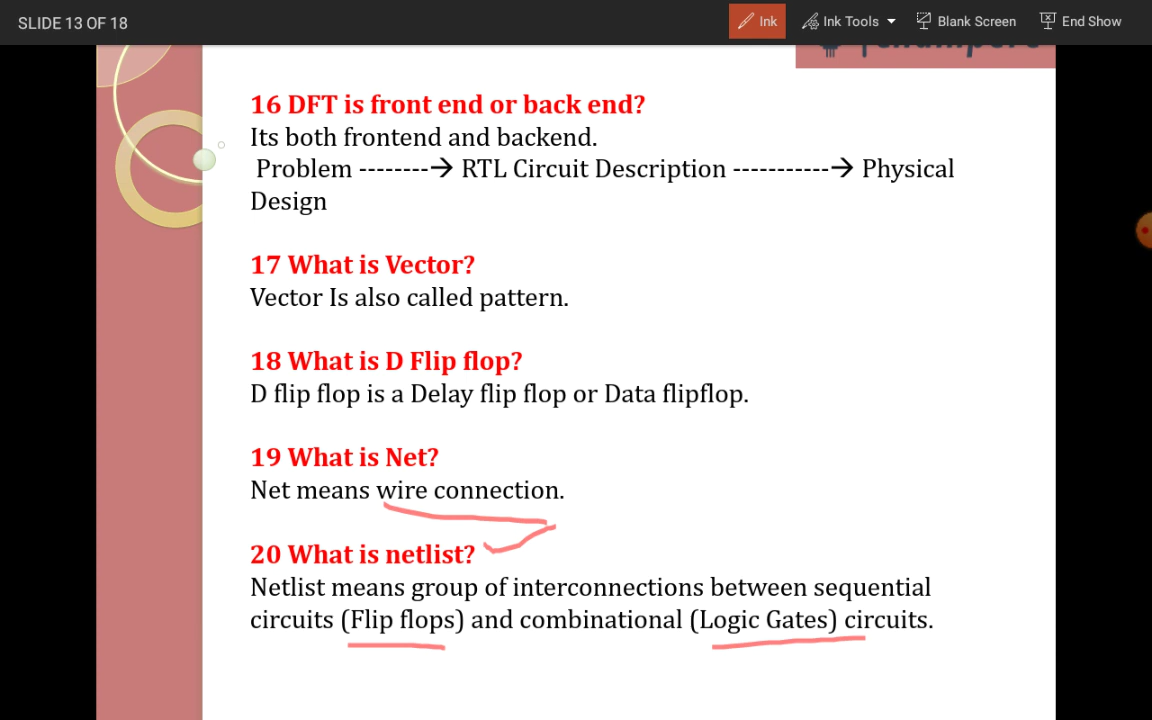 SLIDE 13 OF 18
Ink
Ink Tools
Blank Screen
End Show
16 DFT is front end or back end?
Its both frontend and backend.
Problem --------→ RTL Circuit Description -----------→ Physical
Design
17 What is Vector?
Vector Is also called pattern.
18 What is D Flip flop?
D flip flop is a Delay flip flop or Data flipflop.
19 What is Net?
Net means wire connection.
20 What is netlist?
Netlist means group of interconnections between sequential
circuits (Flip flops) and combinational (Logic Gates) circuits.